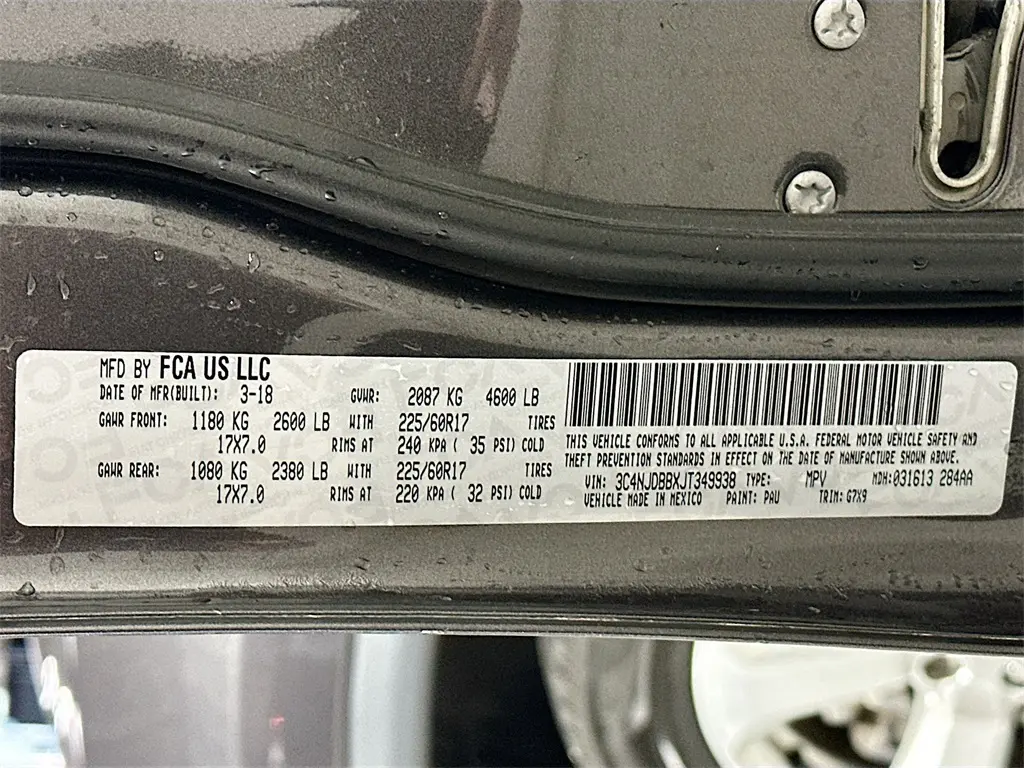 MFD BY FCA US LLC
DATE OF MFR(BUILT): 3-18 GVWR: 2087 KG 4600 LB
GAWR FRONT: 1180 KG 2600 LB WITH 225/60R17 TIRES
17X7.0 RIMS AT 240 KPA ( 35 PSI) COLD
GAWR REAR: 1080 KG 2380 LB WITH 225/60R17 TIRES
17X7.0 RIMS AT 220 KPA ( 32 PSI) COLD
THIS VEHICLE CONFORMS TO ALL APPLICABLE U.S.A. FEDERAL MOTOR VEHICLE SAFETY AND
THEFT PREVENTION STANDARDS IN EFFECT ON THE DATE OF MANUFACTURE SHOWN ABOVE.
VIN: 3C4NJDBBXJT349938 TYPE: MPV MDH:031613 284AA
VEHICLE MADE IN MEXICO PAINT: PAU TRIM: G7X9